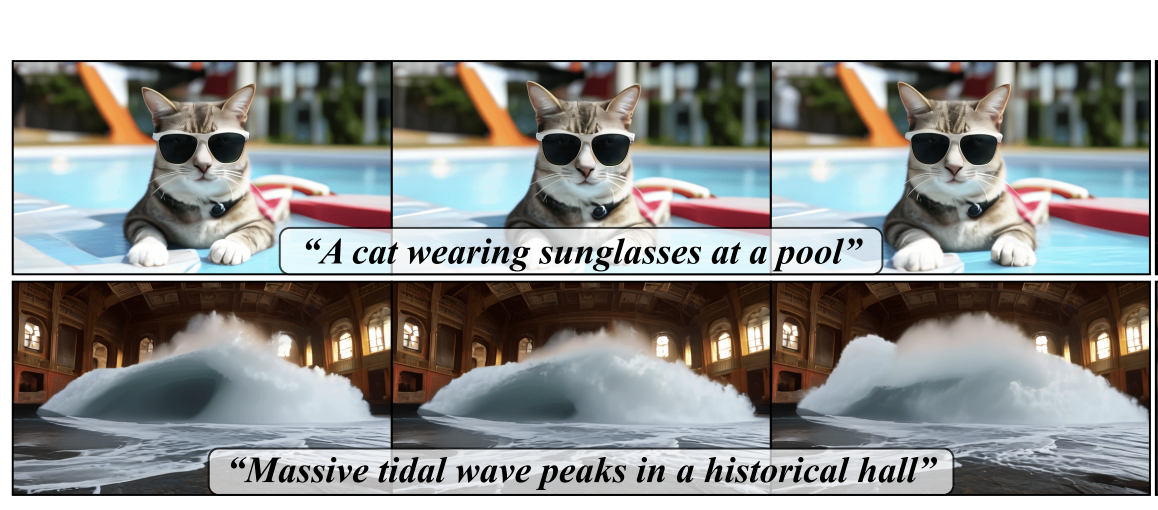 “A cat wearing sunglasses at a pool”
“Massive tidal wave peaks in a historical hall”